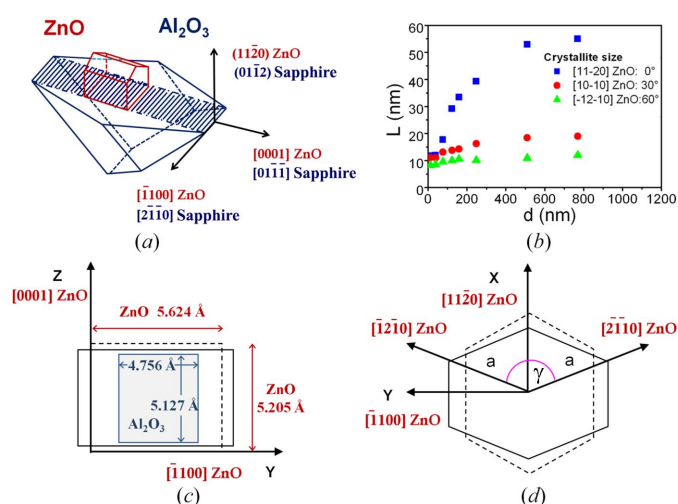 ZnO
Al₂O₃
(112̄0) ZnO
(011̄2) Sapphire
[0001] ZnO
[011̄1̄] Sapphire
[1̄100] ZnO
[21̄1̄0] Sapphire
(a)
60
50
40
30
20
10
0
L (nm)
Crystallite size
[11-20] ZnO: 0°
[10-10] ZnO: 30°
[-12-10] ZnO:60°
0 200 400 600 800 1000 1200
d (nm)
(b)
Z
[0001] ZnO
ZnO 5.624 Å
4.756 Å
5.127 Å
Al₂O₃
ZnO
5.205 Å
[1̄100] ZnO
Y
(c)
X
[112̄0] ZnO
[1̄21̄0] ZnO
[21̄1̄0] ZnO
a
γ
a
Y
[1̄100] ZnO
(d)